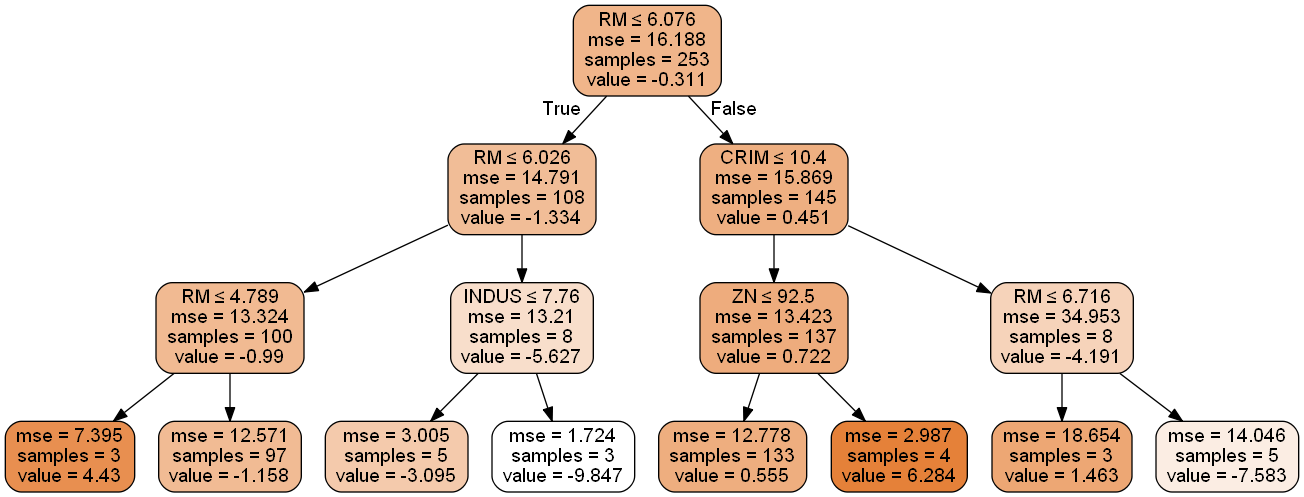 RM ≤ 6.076
mse = 16.188
samples = 253
value = -0.311
True
False
RM ≤ 6.026
mse = 14.791
samples = 108
value = -1.334
CRIM ≤ 10.4
mse = 15.869
samples = 145
value = 0.451
RM ≤ 4.789
mse = 13.324
samples = 100
value = -0.99
INDUS ≤ 7.76
mse = 13.21
samples = 8
value = -5.627
ZN ≤ 92.5
mse = 13.423
samples = 137
value = 0.722
RM ≤ 6.716
mse = 34.953
samples = 8
value = -4.191
mse = 7.395
samples = 3
value = 4.43
mse = 12.571
samples = 97
value = -1.158
mse = 3.005
samples = 5
value = -3.095
mse = 1.724
samples = 3
value = -9.847
mse = 12.778
samples = 133
value = 0.555
mse = 2.987
samples = 4
value = 6.284
mse = 18.654
samples = 3
value = 1.463
mse = 14.046
samples = 5
value = -7.583